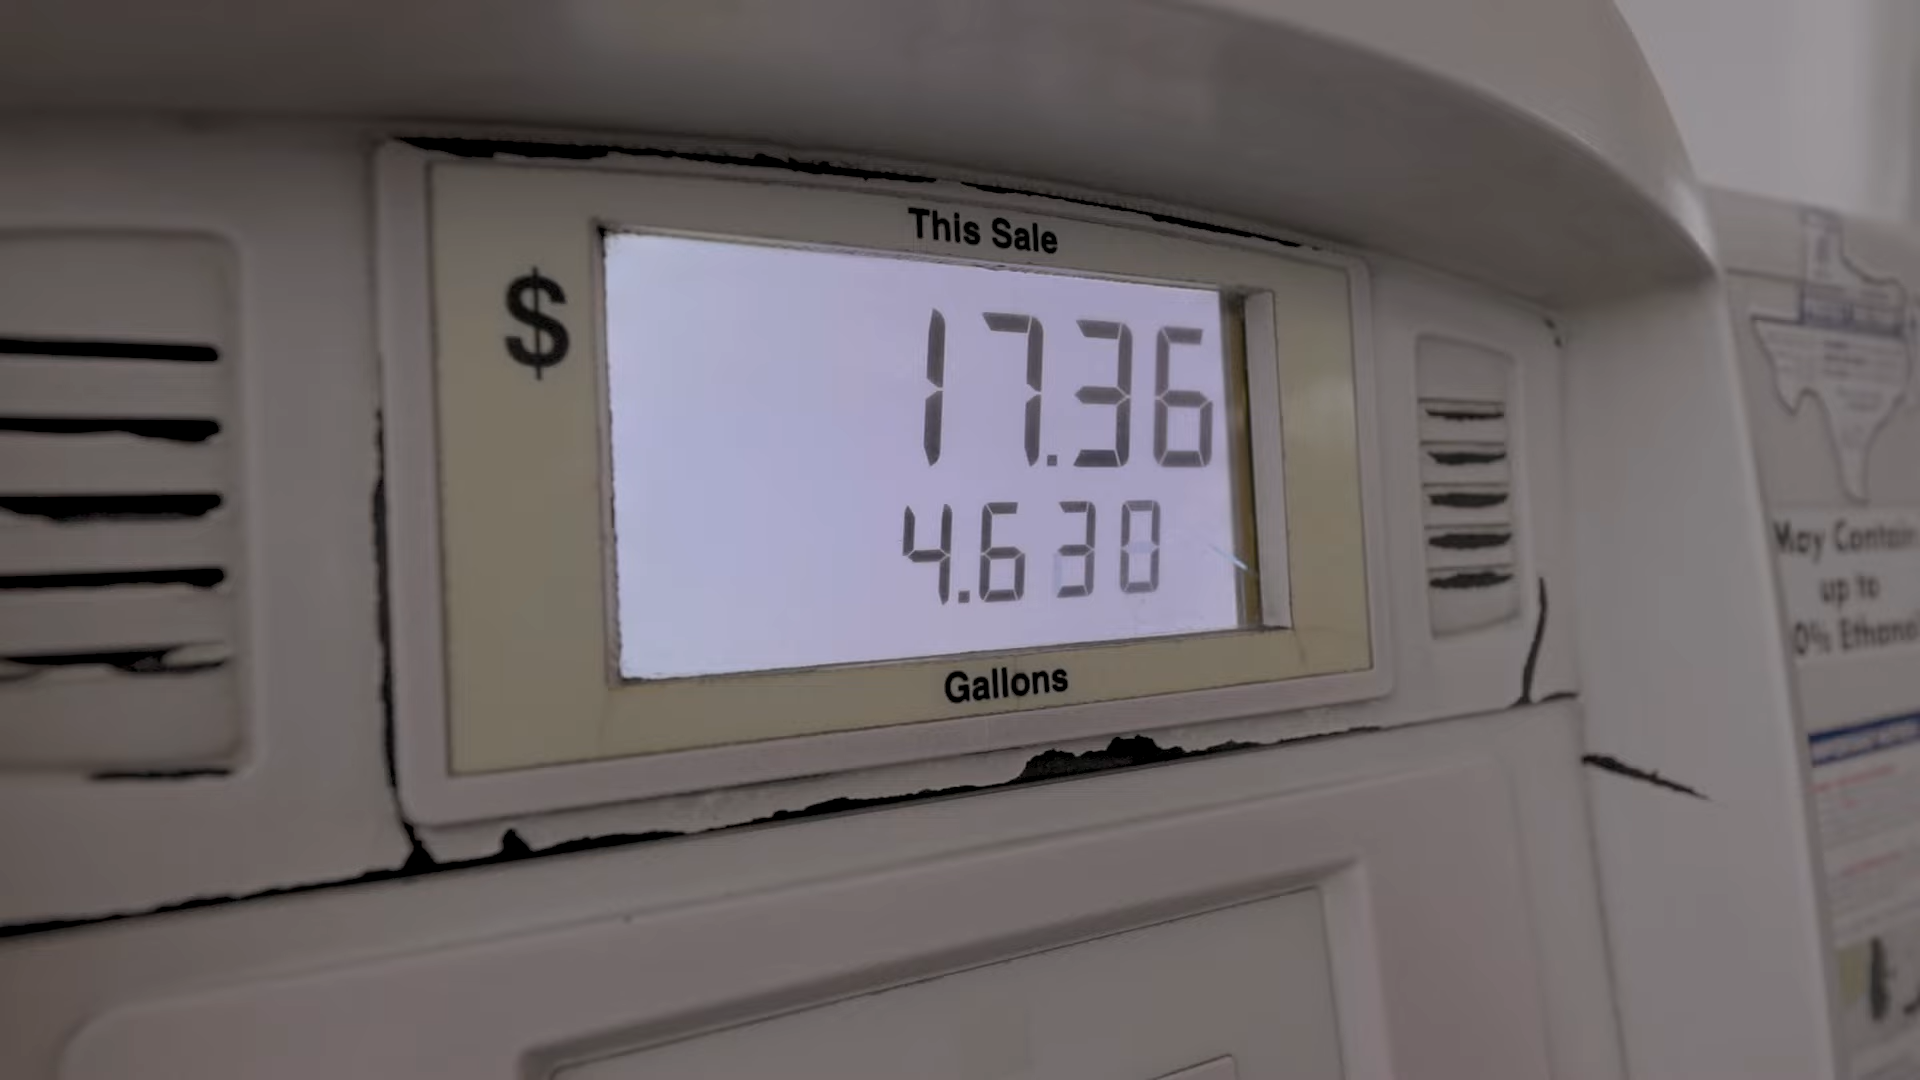 This Sale
$
17.36
4.630
Gallons
May Contain
up to
0% Ethanol